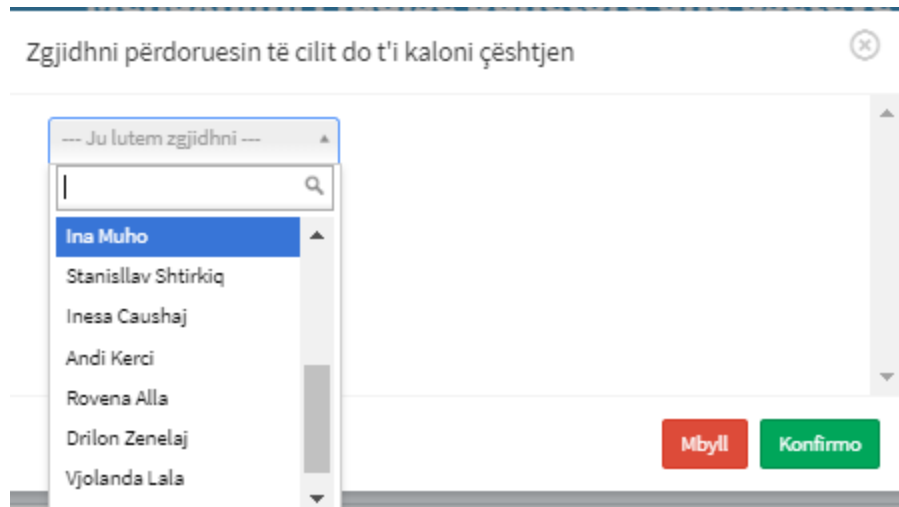 Zgjidhni përdoruesin të cilit do t'i kaloni çështjen
--- Ju lutem zgjidhni ---
Ina Muho
Stanisllav Shtirkiq
Inesa Caushaj
Andi Kerci
Rovena Alla
Drilon Zenelaj
Vjolanda Lala
Mbyll Konfirmo